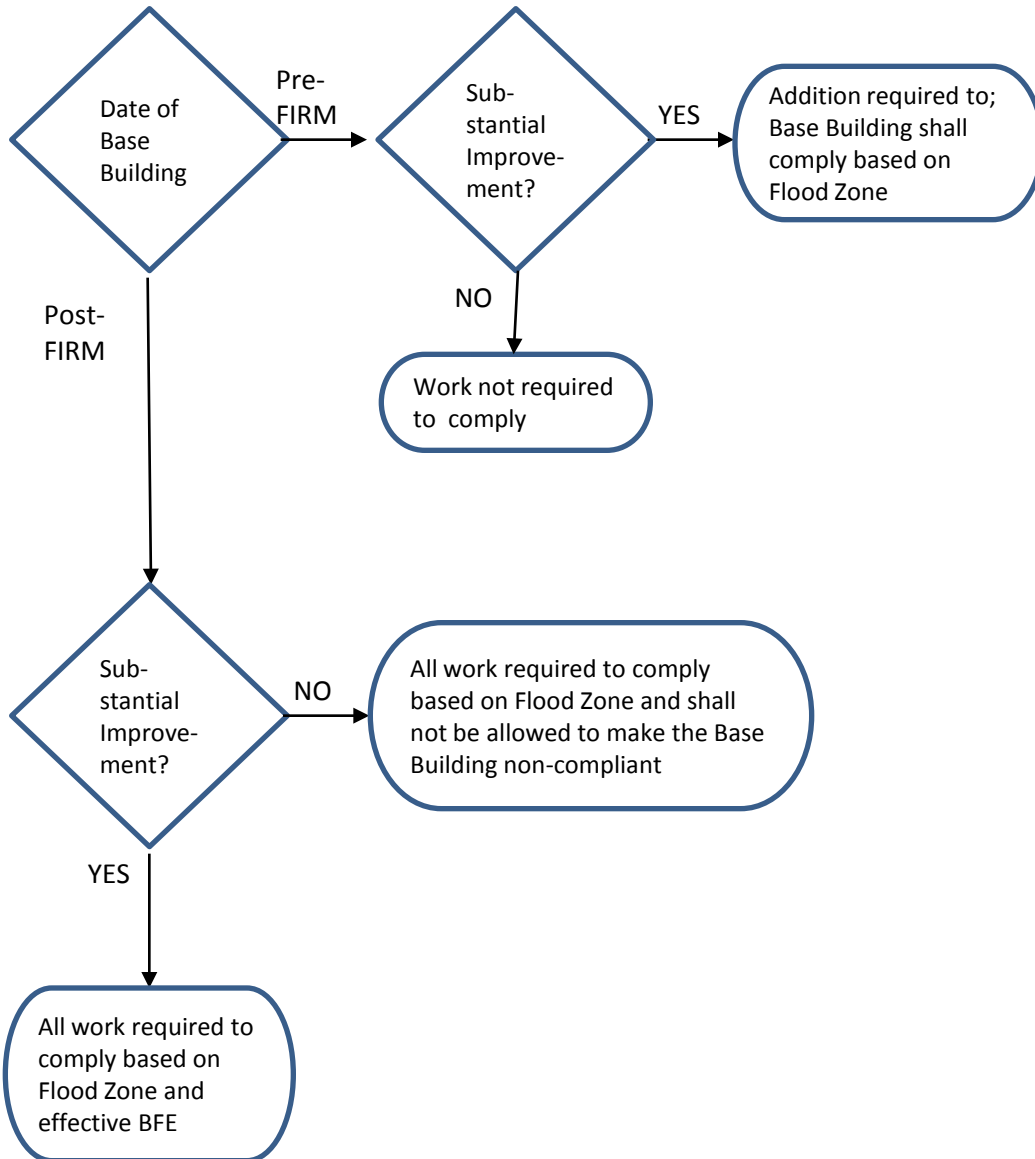 Date of
Base
Building
Pre-
FIRM
Sub-
stantial
Improve-
ment?
YES
Addition required to;
Base Building shall
comply based on
Flood Zone
NO
Work not required
to comply
Post-
FIRM
Sub-
stantial
Improve-
ment?
NO
All work required to comply
based on Flood Zone and shall
not be allowed to make the Base
Building non-compliant
YES
All work required to
comply based on
Flood Zone and
effective BFE